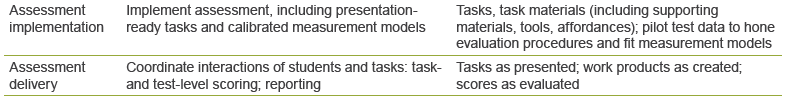 Assessment Implement assessment, including presentation- Tasks, task materials (including supporting
implementation ready tasks and calibrated measurement models materials, tools, affordances); pilot test data to hone
evaluation procedures and fit measurement models
Assessment Coordinate interactions of students and tasks: task- Tasks as presented; work products as created;
delivery and test-level scoring; reporting scores as evaluated